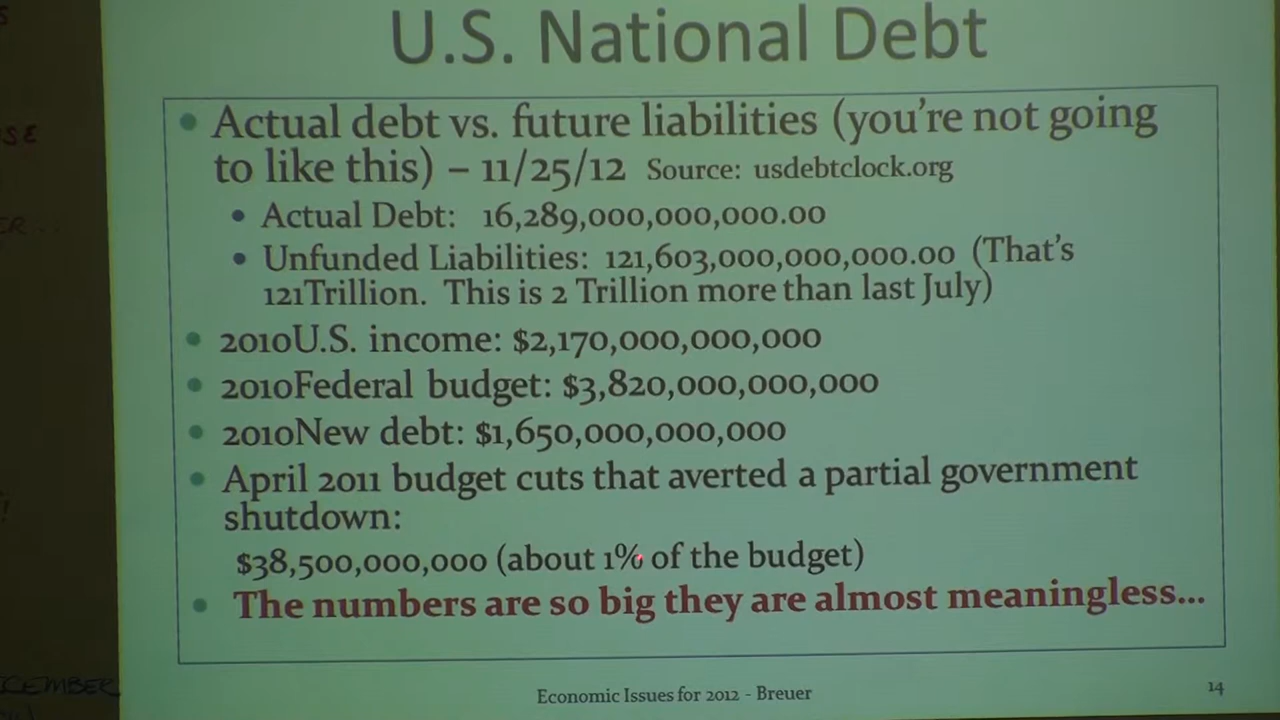 U.S. National Debt
• Actual debt vs. future liabilities (you're not going
to like this) – 11/25/12 Source: usdebtclock.org
• Actual Debt: 16,289,000,000,000.00
• Unfunded Liabilities: 121,603,000,000,000.00 (That's
121Trillion. This is 2 Trillion more than last July)
• 2010U.S. income: $2,170,000,000,000
• 2010Federal budget: $3,820,000,000,000
• 2010New debt: $1,650,000,000,000
• April 2011 budget cuts that averted a partial government
shutdown:
$38,500,000,000 (about 1% of the budget)
• The numbers are so big they are almost meaningless...
Economic Issues for 2012 - Breuer
14